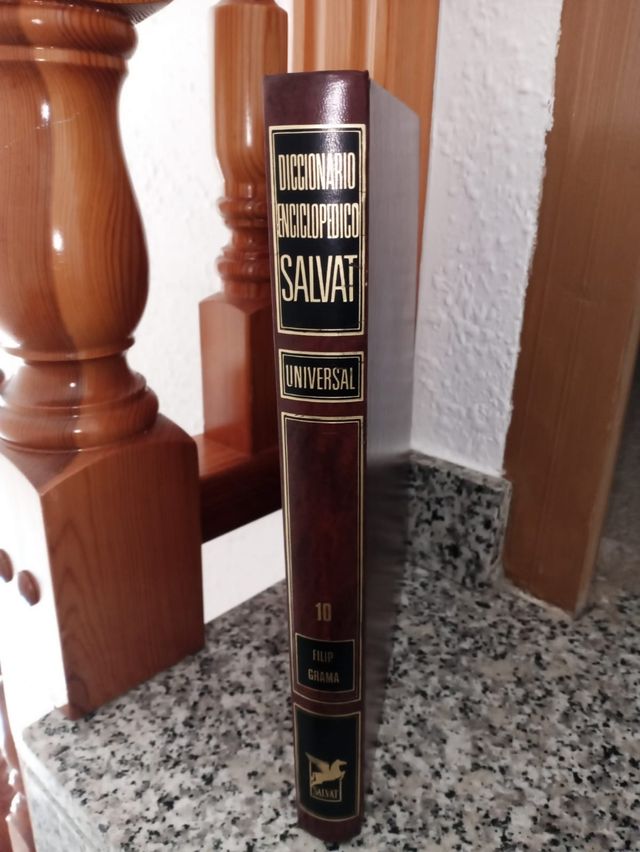 DICCIONARIO
ENCICLOPEDICO
SALVAT
UNIVERSAL
10
FILIP
GRAMA
SALVAT